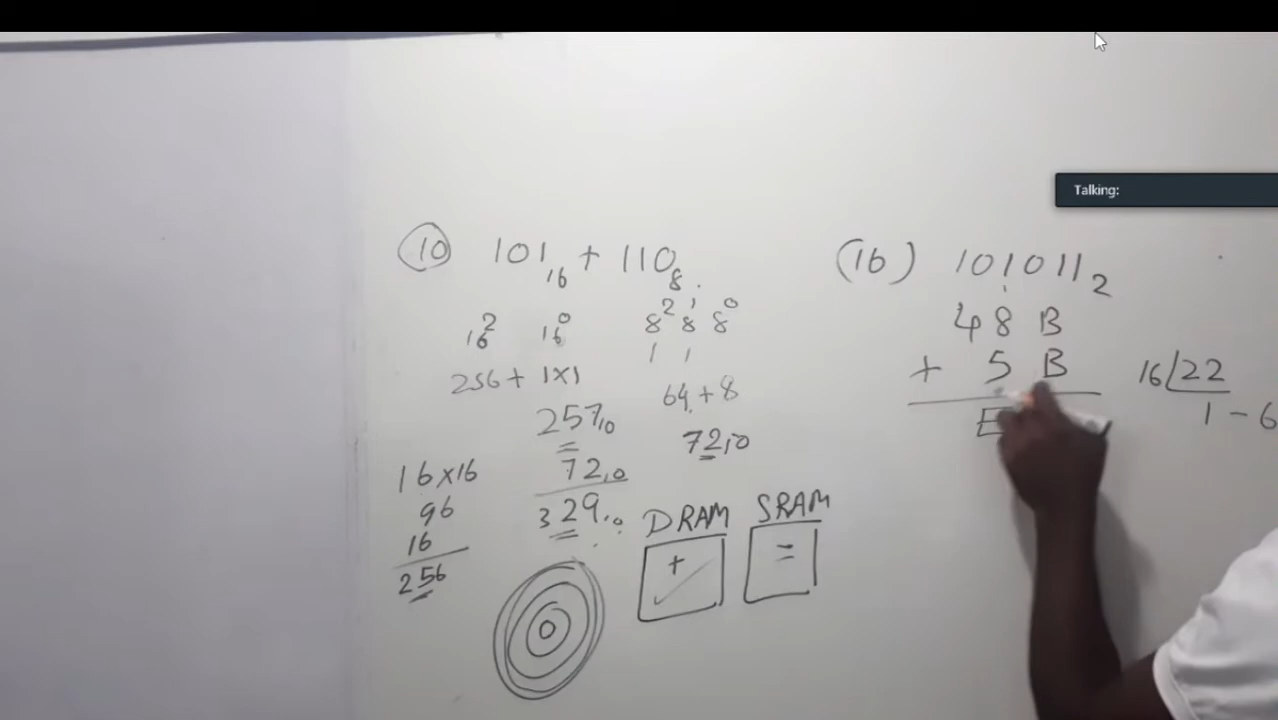 Talking:
(10) 101₁₆ + 110₈
16² 16⁰
256 + 1×1
257₁₀
72₁₀
329₁₀
8² 8¹ 8⁰
1 1
64 + 8
72₁₀
16×16
96
16
256
DRAM
+
SRAM
=
(16) 101011₂
1
48B
+ 5B
E
16 22
1 - 6